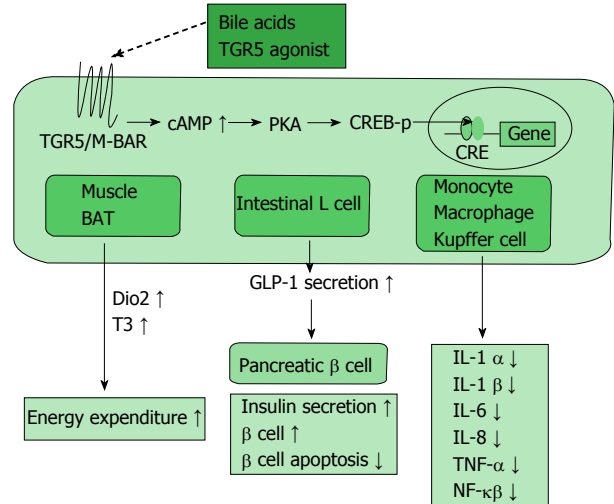 Bile acids
TGR5 agonist
TGR5/M-BAR
cAMP ↑
PKA
CREB-p
CRE
Gene
Muscle
BAT
Intestinal L cell
Monocyte
Macrophage
Kupffer cell
Dio2 ↑
T3 ↑
GLP-1 secretion ↑
Pancreatic β cell
Energy expenditure ↑
Insulin secretion ↑
β cell ↑
β cell apoptosis ↓
IL-1 α ↓
IL-1 β ↓
IL-6 ↓
IL-8 ↓
TNF-α ↓
NF-κβ ↓